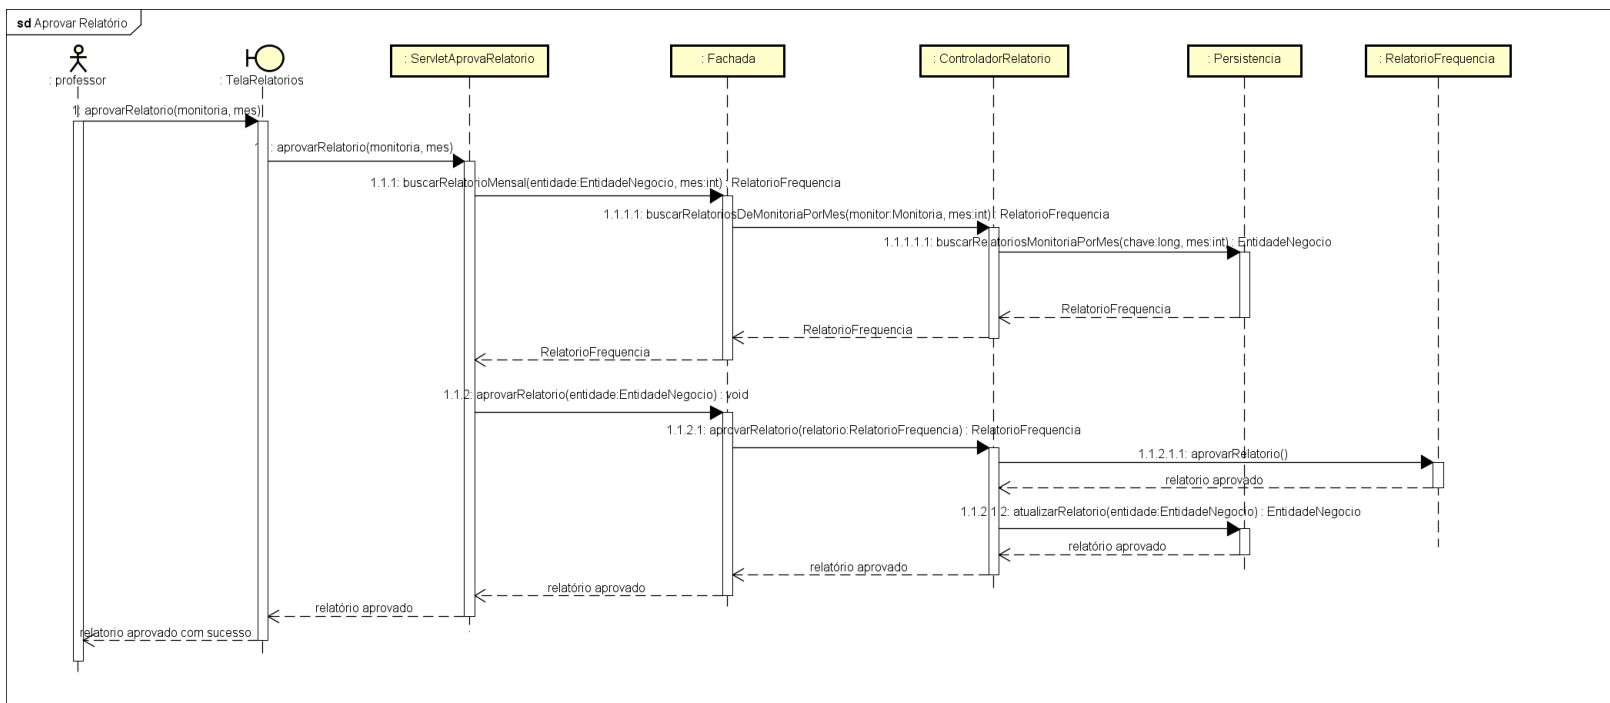 sd Aprovar Relatório
: professor
: TelaRelatorios
: ServletAprovaRelatorio
: Fachada
: ControladorRelatorio
: Persistencia
: RelatorioFrequencia
1: aprovarRelatorio(monitoria, mes)
: aprovarRelatorio(monitoria, mes)
1.1.1: buscarRelatorioMensal(entidade:EntidadeNegocio, mes:int) : RelatorioFrequencia
1.1.1.1: buscarRelatoriosDeMonitoriaPorMes(monitor:Monitoria, mes:int) : RelatorioFrequencia
1.1.1.1.1: buscarRelatoriosMonitoriaPorMes(chave:long, mes:int) : EntidadeNegocio
RelatorioFrequencia
RelatorioFrequencia
RelatorioFrequencia
1.1.2: aprovarRelatorio(entidade:EntidadeNegocio) : void
1.1.2.1: aprovarRelatorio(relatorio:RelatorioFrequencia) : RelatorioFrequencia
1.1.2.1.1: aprovarRelatorio()
relatorio aprovado
1.1.2.1.2: atualizarRelatorio(entidade:EntidadeNegocio) : EntidadeNegocio
relatório aprovado
relatório aprovado
relatório aprovado
relatório aprovado
relatorio aprovado com sucesso